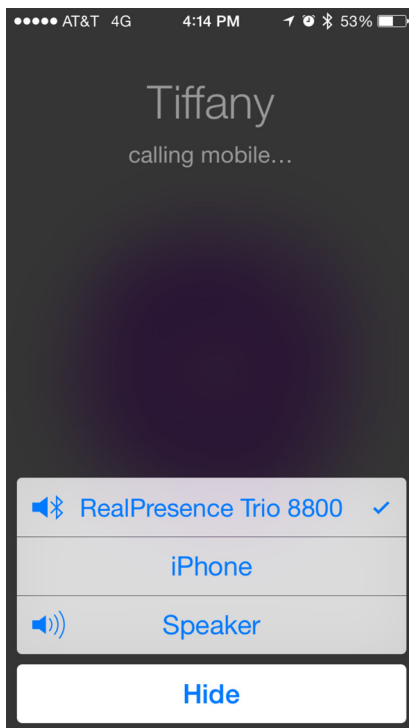 AT&T 4G 4:14 PM 53%
Tiffany
calling mobile...
RealPresence Trio 8800
iPhone
Speaker
Hide